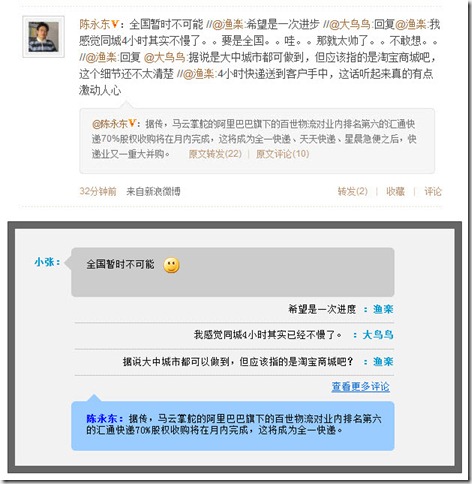 陈永东V：全国暂时不可能 //@渔楽:希望是一次进步 //@大鸟鸟:回复@渔楽:我
感觉同城4小时其实不慢了。。要是全国。。哇。。那就太帅了。。不敢想。。
//@渔楽:回复 @大鸟鸟:据说是大中城市都可做到，但应该指的是淘宝商城吧，
这个细节还不太清楚 //@渔楽:4小时快递送到客户手中，这话听起来真的有点
激动人心
@陈永东V：据传，马云掌舵的阿里巴巴旗下的百世物流对业内排名第六的汇通快
递70%股权收购将在月内完成，这将成为全一快递、天天快递、星晨急便之后，快
递业又一重大并购。 原文转发(22) | 原文评论(10)
32分钟前 来自新浪微博 转发(2) | 收藏 | 评论
小张： 全国暂时不可能
希望是一次进度 ：渔楽
我感觉同城4小时其实已经不慢了。 ：大鸟鸟
据说大中城市都可以做到，但应该指的是淘宝商城吧？ ：渔楽
查看更多评论
陈永东：据传，马云掌舵的阿里巴巴旗下的百世物流对业内排名第六
的汇通快递70%股权收购将在月内完成，这将成为全一快递。